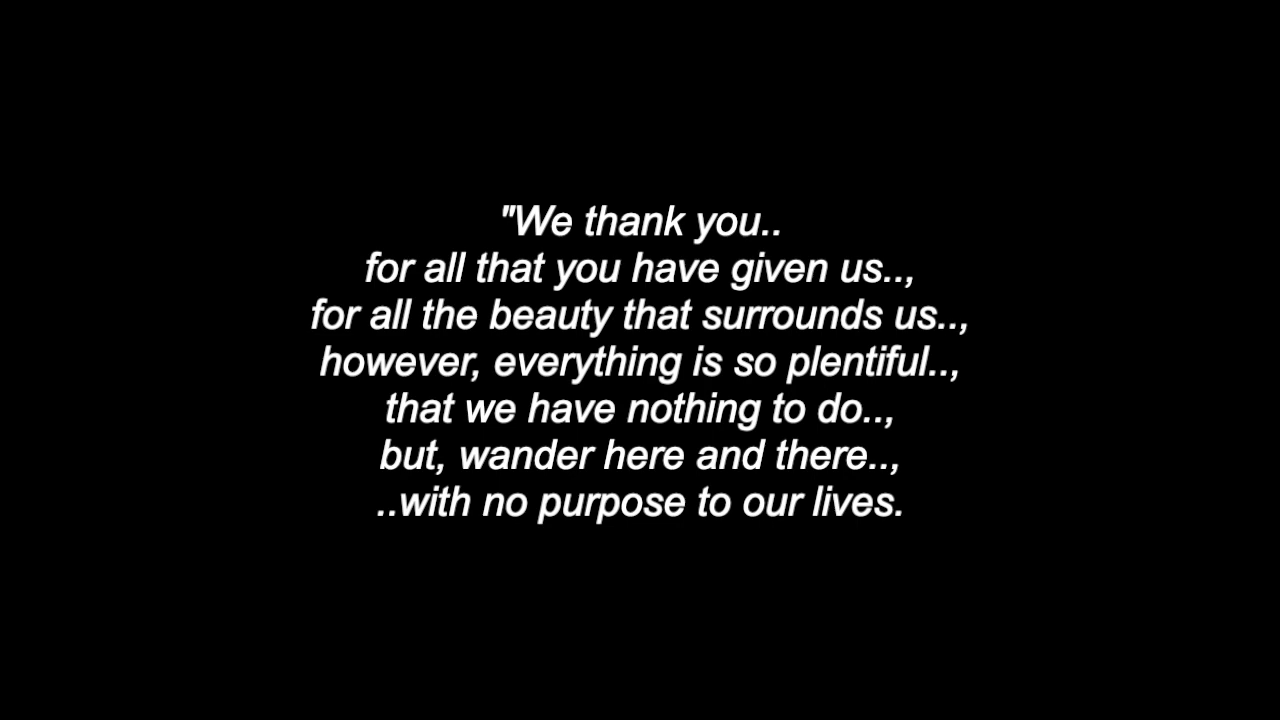 "We thank you..
for all that you have given us..,
for all the beauty that surrounds us..,
however, everything is so plentiful..,
that we have nothing to do..,
but, wander here and there..,
..with no purpose to our lives.